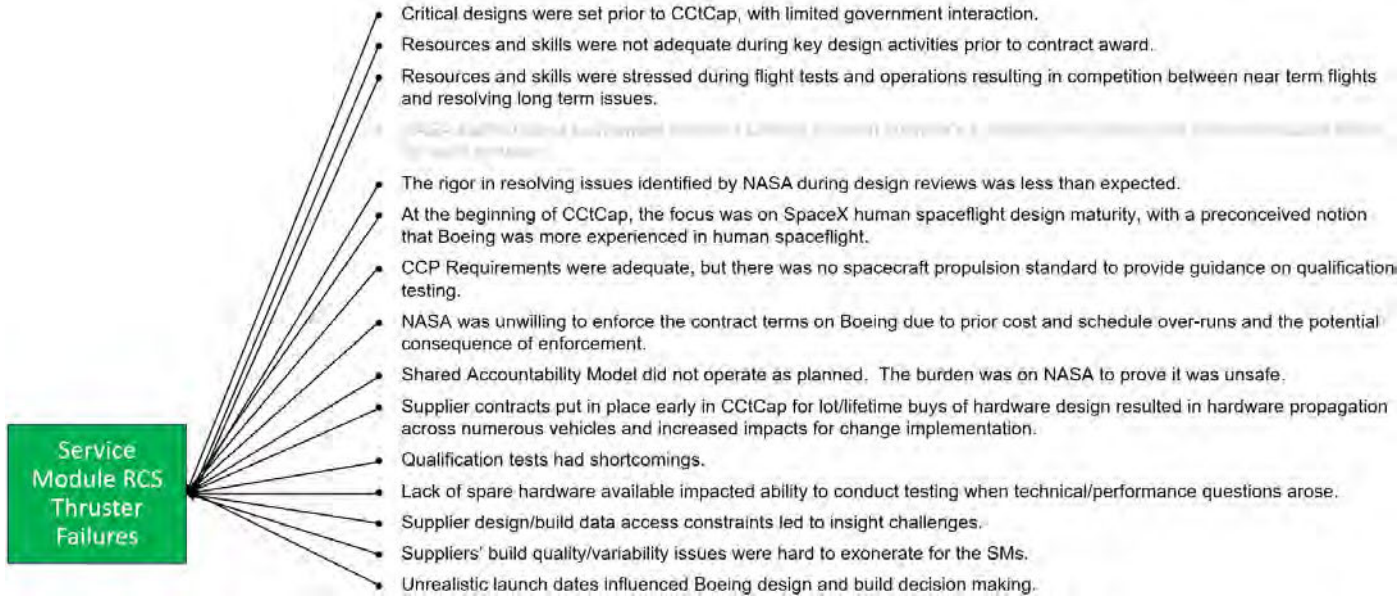 Critical designs were set prior to CCtCap, with limited government interaction.
Resources and skills were not adequate during key design activities prior to contract award.
Resources and skills were stressed during flight tests and operations resulting in competition between near term flights
and resolving long term issues.
The rigor in resolving issues identified by NASA during design reviews was less than expected.
At the beginning of CCtCap, the focus was on SpaceX human spaceflight design maturity, with a preconceived notion
that Boeing was more experienced in human spaceflight.
CCP Requirements were adequate, but there was no spacecraft propulsion standard to provide guidance on qualification
testing.
NASA was unwilling to enforce the contract terms on Boeing due to prior cost and schedule over-runs and the potential
consequence of enforcement.
Shared Accountability Model did not operate as planned. The burden was on NASA to prove it was unsafe.
Supplier contracts put in place early in CCtCap for lot/lifetime buys of hardware design resulted in hardware propagation
across numerous vehicles and increased impacts for change implementation.
Qualification tests had shortcomings.
Lack of spare hardware available impacted ability to conduct testing when technical/performance questions arose.
Supplier design/build data access constraints led to insight challenges.
Suppliers' build quality/variability issues were hard to exonerate for the SMs.
Unrealistic launch dates influenced Boeing design and build decision making.
Service
Module RCS
Thruster
Failures